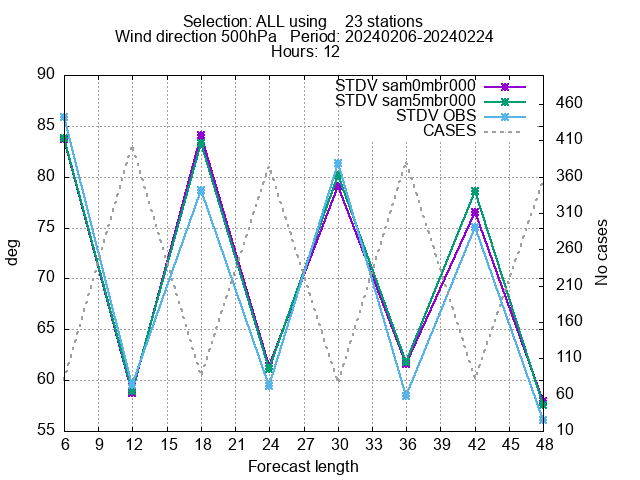 Selection: ALL using    23 stations
Wind direction 500hPa   Period: 20240206-20240224
Hours: 12
STDV sam0mbr000
STDV sam5mbr000
STDV OBS
CASES
90
85
80
75
70
65
60
55
deg
460
410
360
310
260
210
160
110
60
10
No cases
6 9 12 15 18 21 24 27 30 33 36 39 42 45 48
Forecast length